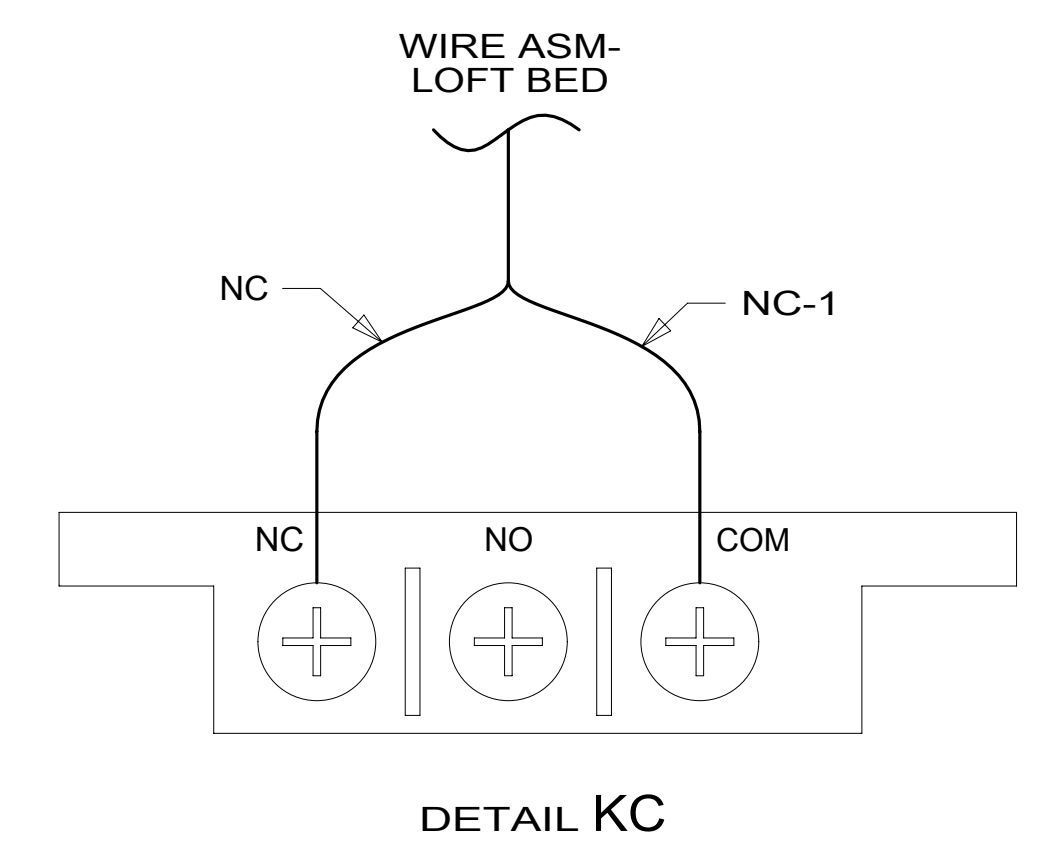 WIRE ASM-
LOFT BED
NC
NC-1
NC
NO
COM
DETAIL KC